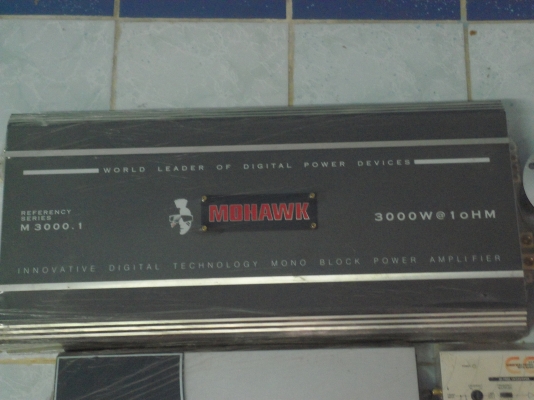 WORLD LEADER OF DIGITAL POWER DEVICES
REFERENCT
SERIES
M 3000.1
MOHAWK
3000W@1oHM
INNOVATIVE DIGITAL TECHNOLOGY MONO BLOCK POWER AMPLIFIER